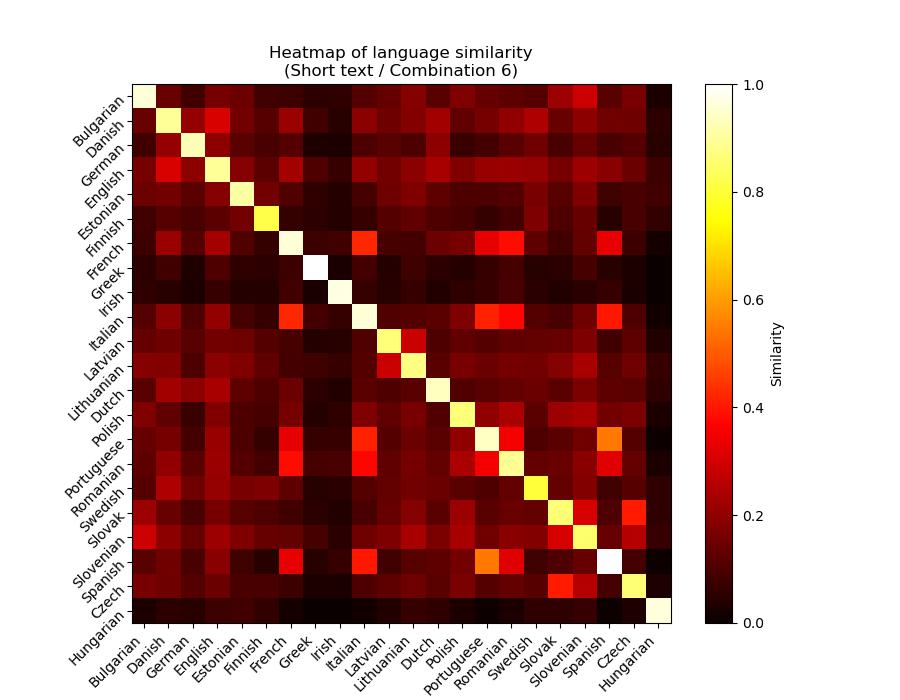 Heatmap of language similarity
(Short text / Combination 6)
Bulgarian
Danish
German
English
Estonian
Finnish
French
Greek
Irish
Italian
Latvian
Lithuanian
Dutch
Polish
Portuguese
Romanian
Swedish
Slovak
Slovenian
Spanish
Czech
Hungarian
Bulgarian
Danish
German
English
Estonian
Finnish
French
Greek
Irish
Italian
Latvian
Lithuanian
Dutch
Polish
Portuguese
Romanian
Swedish
Slovak
Slovenian
Spanish
Czech
Hungarian
1.0
0.8
0.6
0.4
0.2
0.0
Similarity